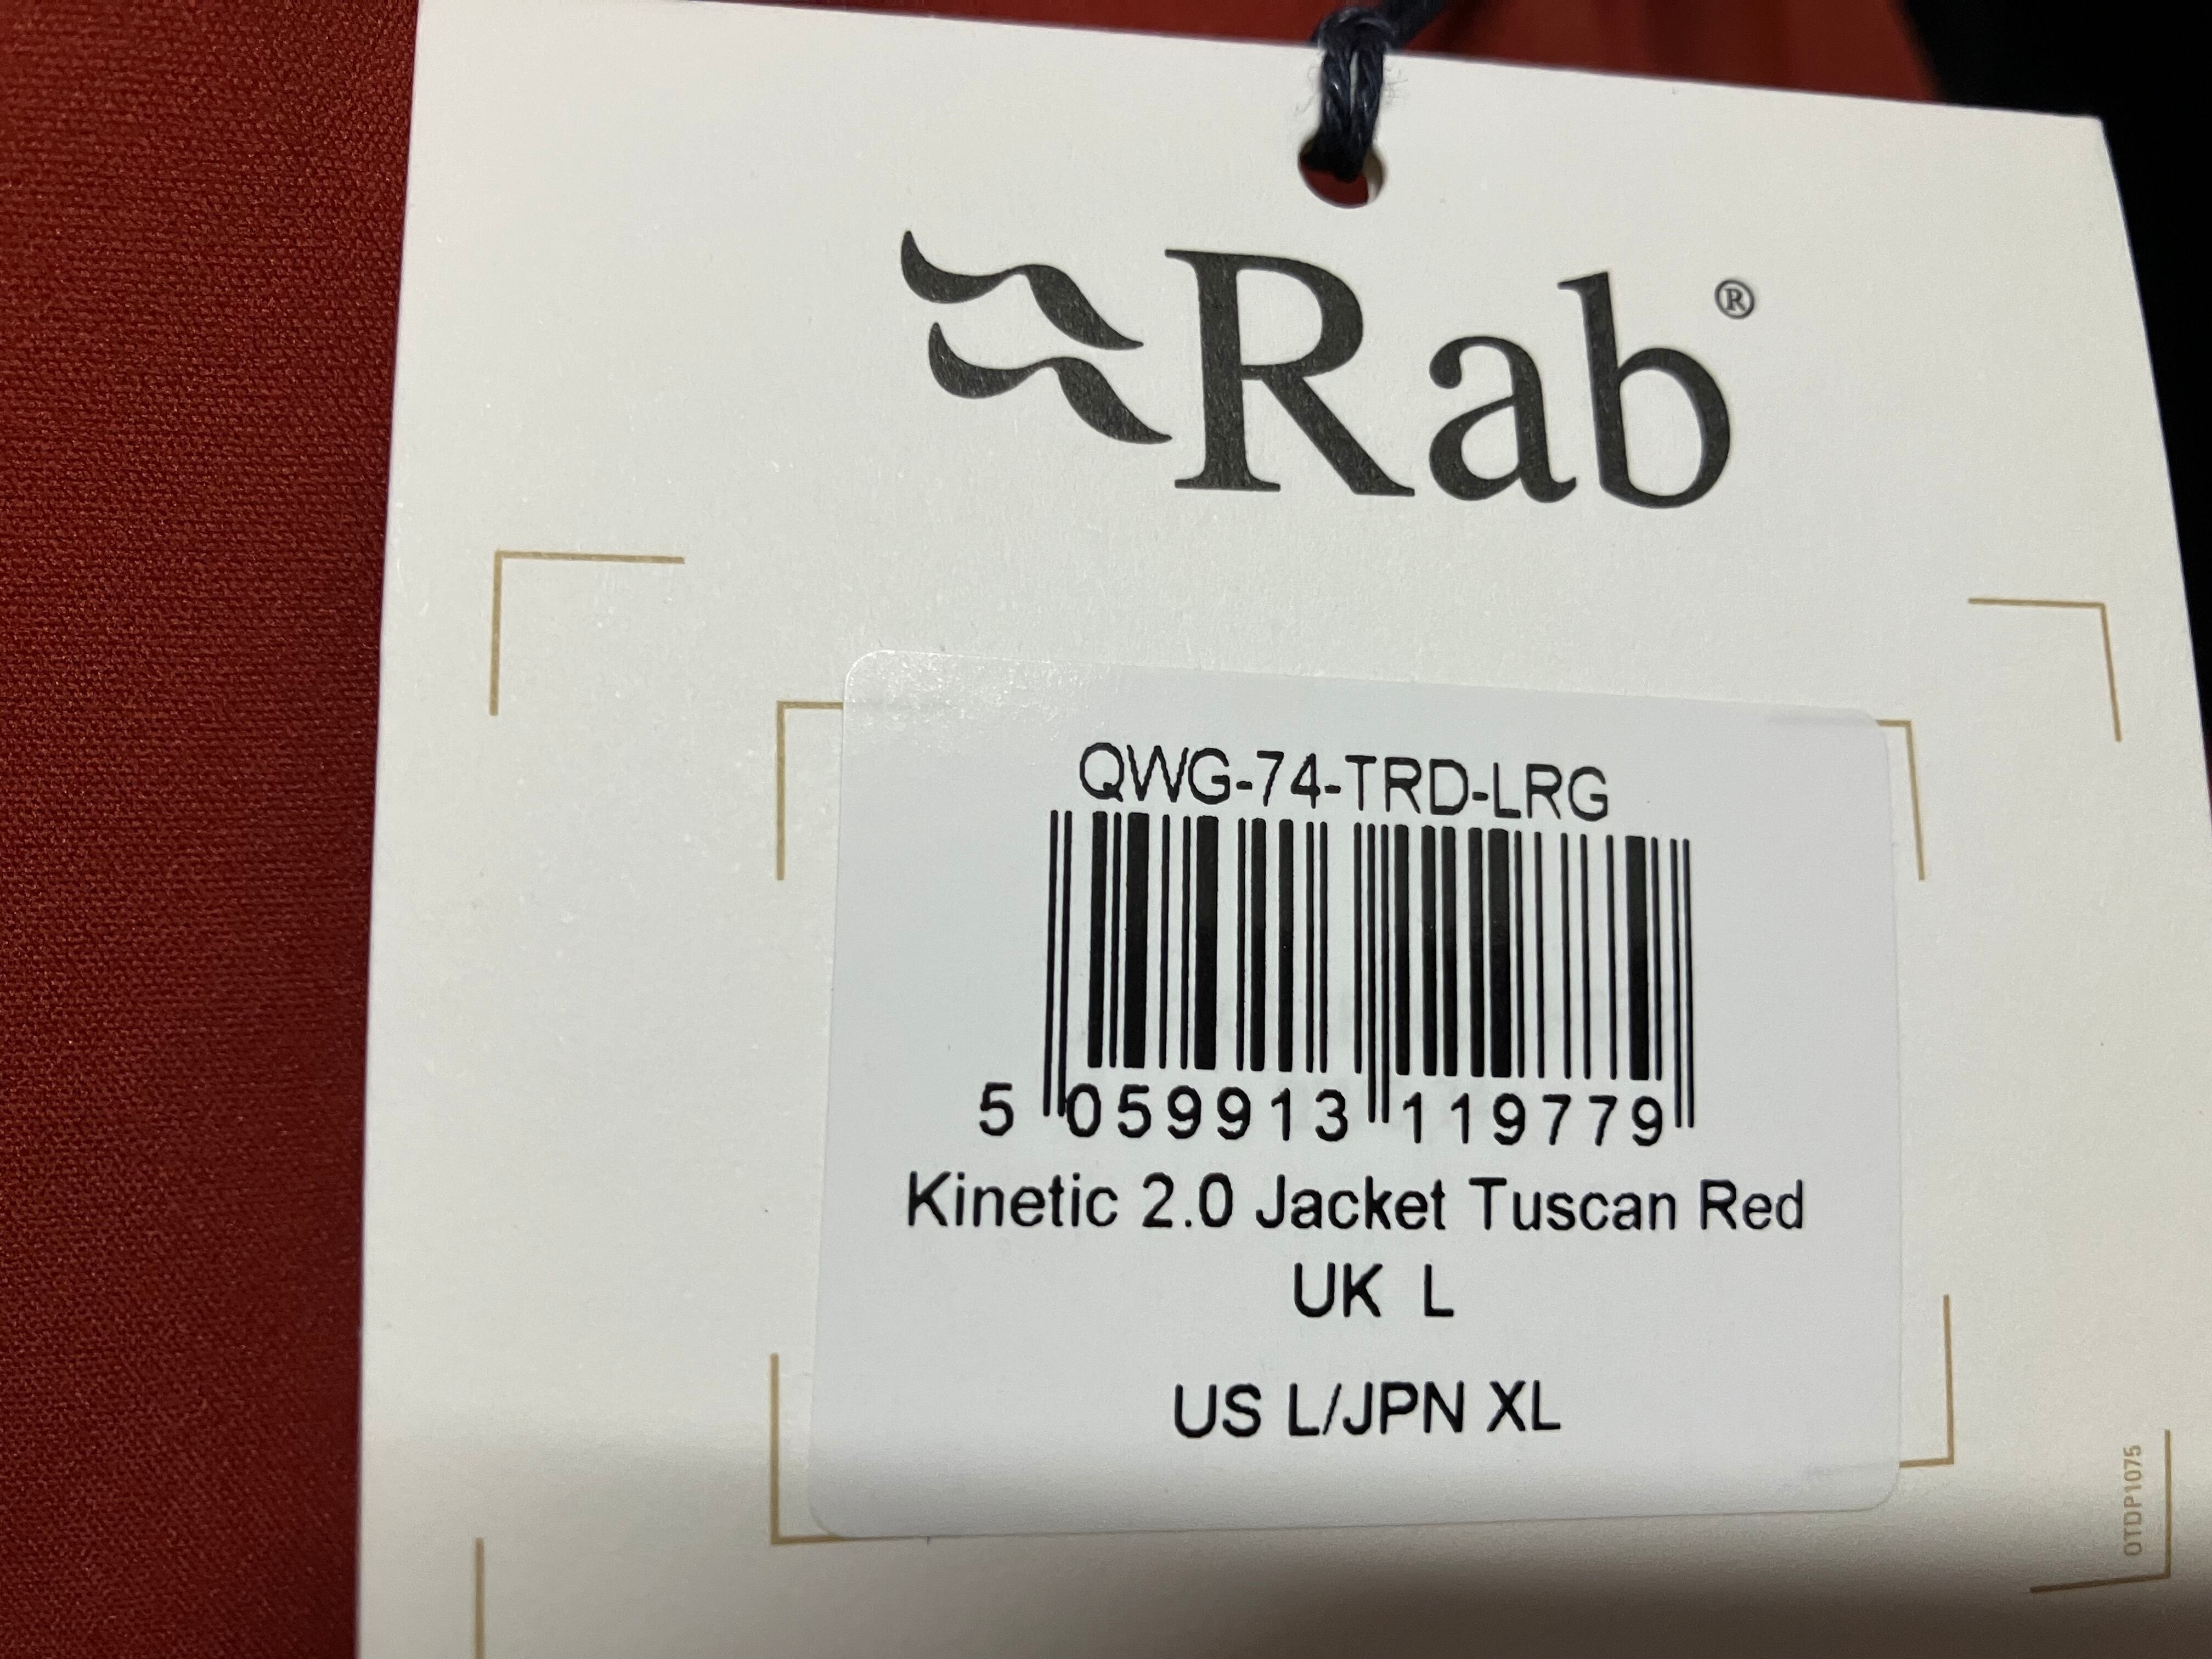 Rab®
QWG-74-TRD-LRG
5 059913 119779
Kinetic 2.0 Jacket Tuscan Red
UK L
US L/JPN XL
OTDP1075